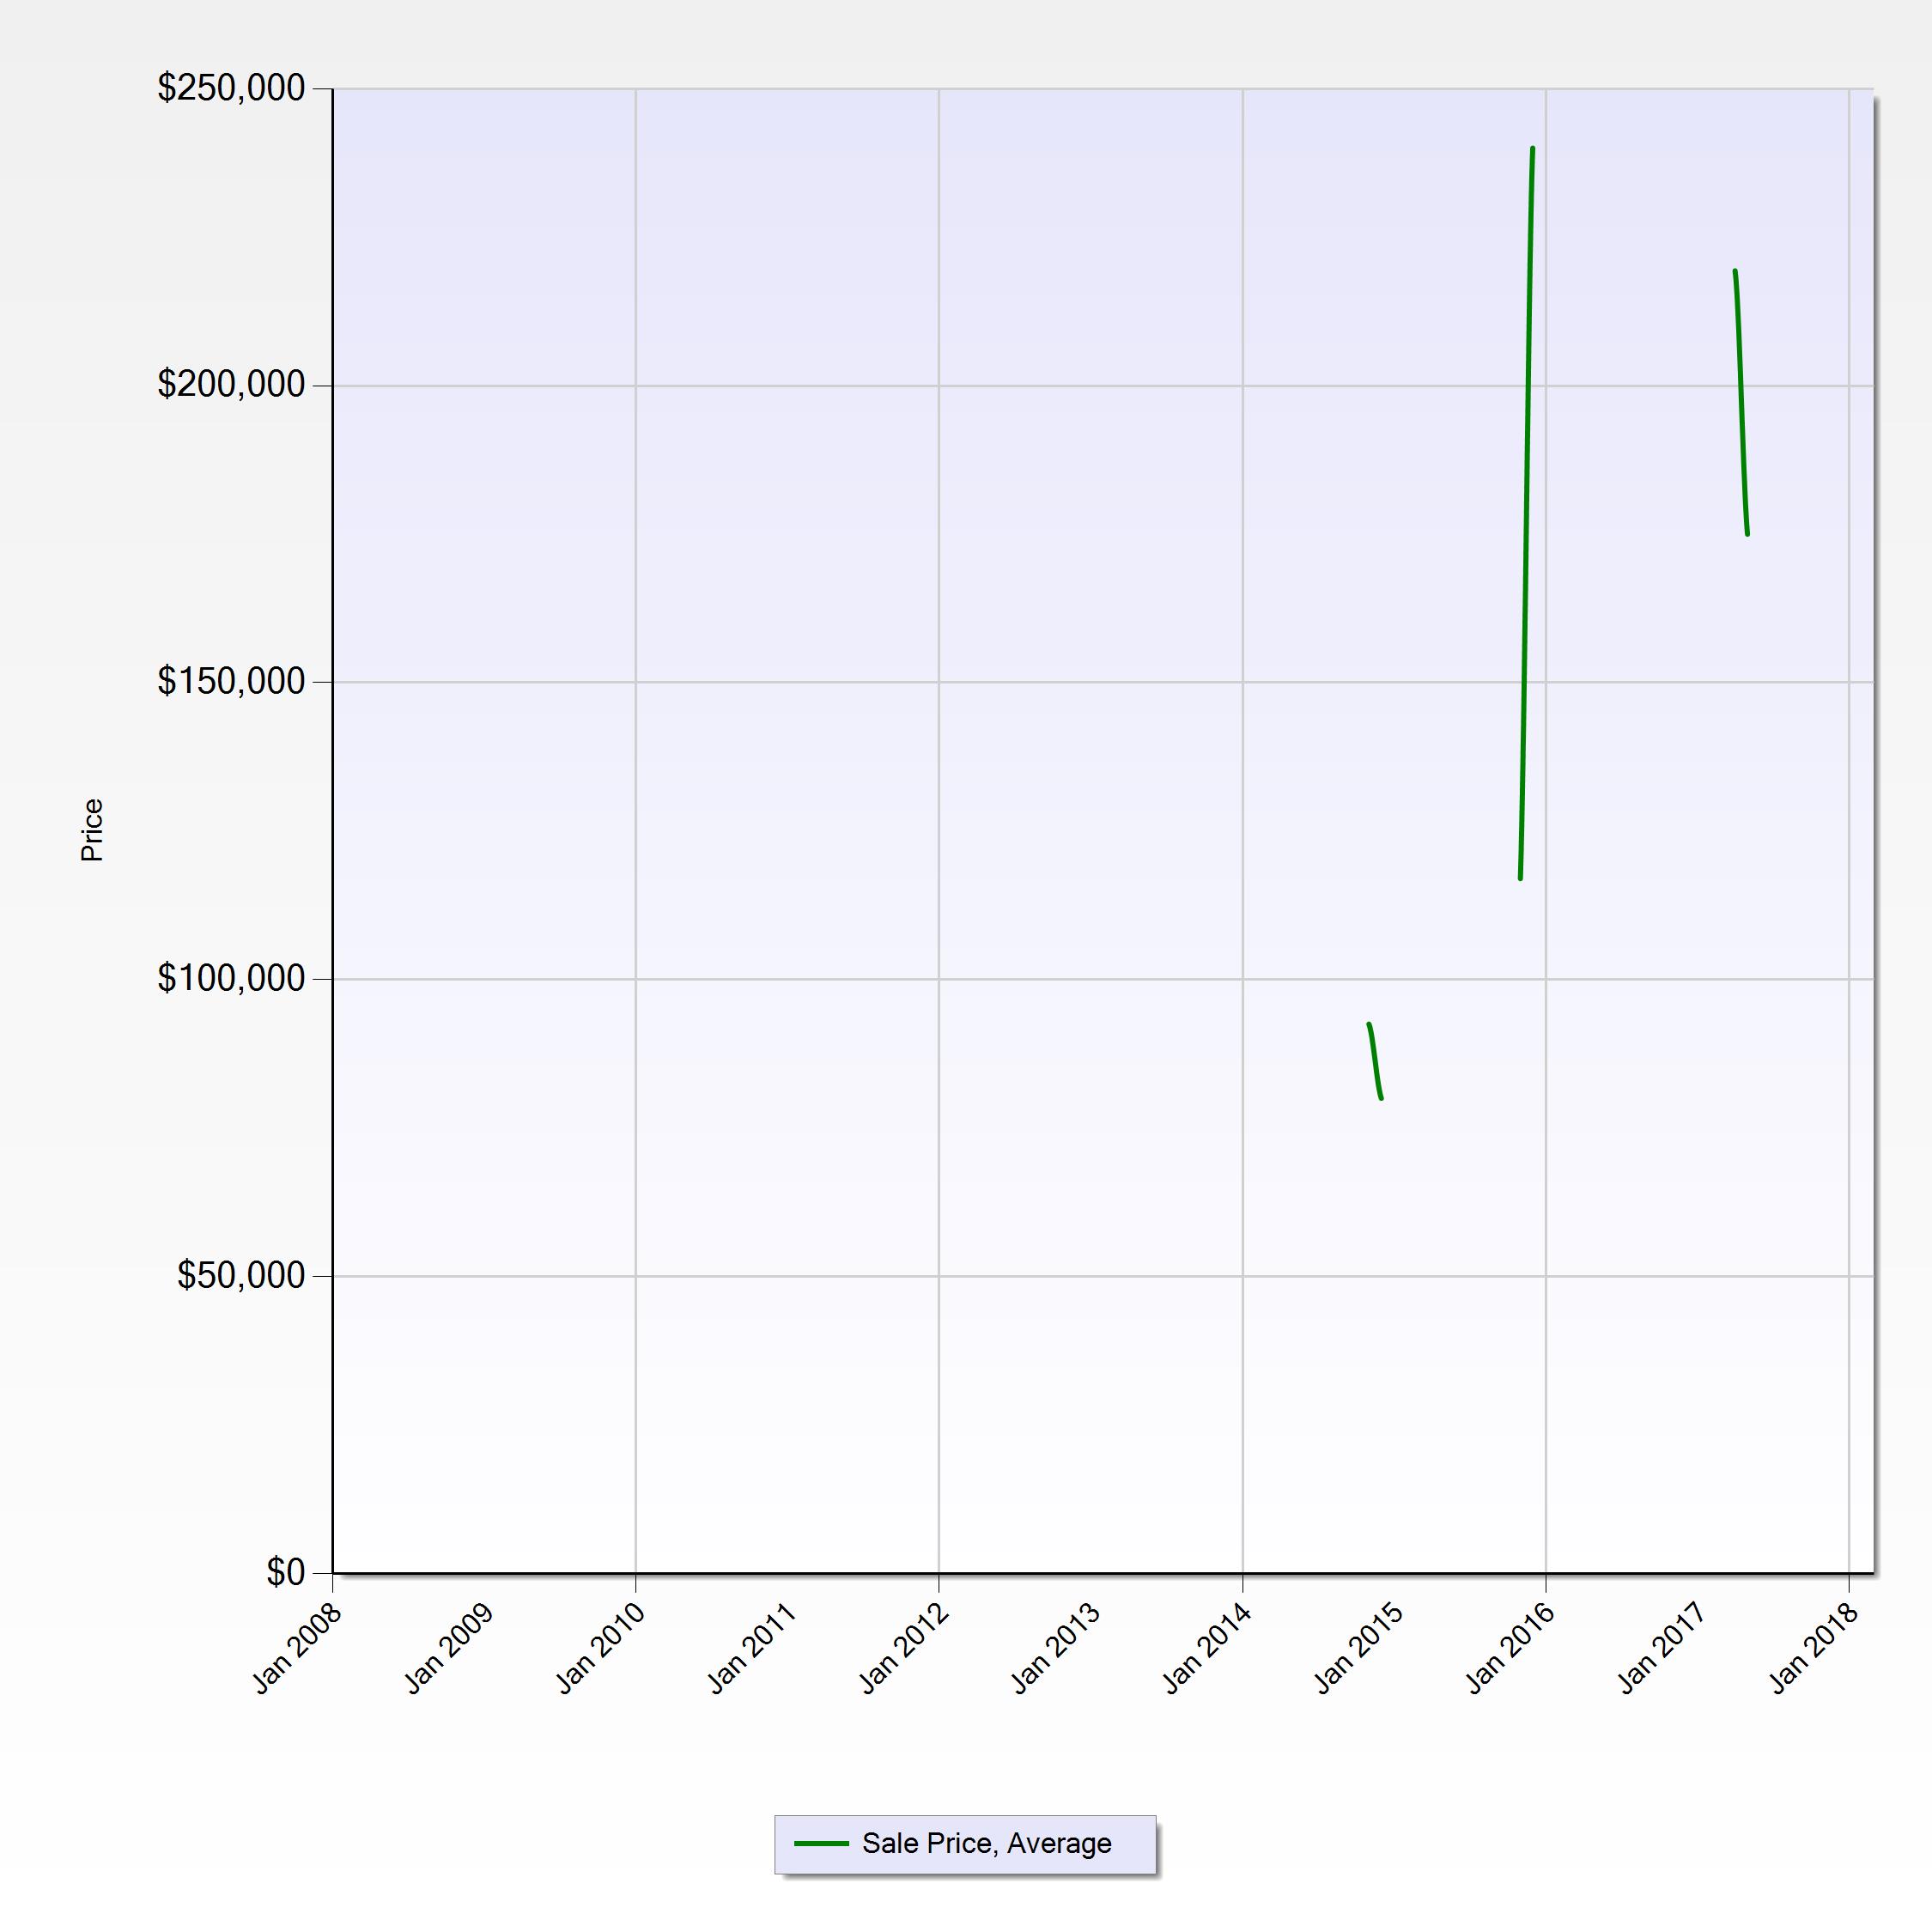 $250,000
$200,000
$150,000
$100,000
$50,000
$0
Price
Jan 2008
Jan 2009
Jan 2010
Jan 2011
Jan 2012
Jan 2013
Jan 2014
Jan 2015
Jan 2016
Jan 2017
Jan 2018
Sale Price, Average